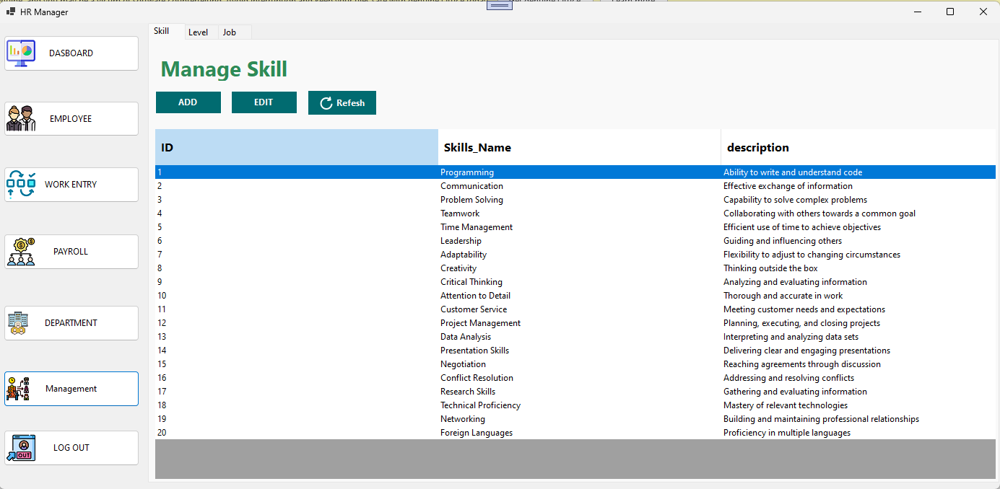 HR Manager
DASBOARD
EMPLOYEE
WORK ENTRY
PAYROLL
DEPARTMENT
Management
OUT
LOG OUT
Skill Level Job
Manage Skill
ADD EDIT Refesh
ID Skills_Name description
1 Programming Ability to write and understand code
2 Communication Effective exchange of information
3 Problem Solving Capability to solve complex problems
4 Teamwork Collaborating with others towards a common goal
5 Time Management Efficient use of time to achieve objectives
6 Leadership Guiding and influencing others
7 Adaptability Flexibility to adjust to changing circumstances
8 Creativity Thinking outside the box
9 Critical Thinking Analyzing and evaluating information
10 Attention to Detail Thorough and accurate in work
11 Customer Service Meeting customer needs and expectations
12 Project Management Planning, executing, and closing projects
13 Data Analysis Interpreting and analyzing data sets
14 Presentation Skills Delivering clear and engaging presentations
15 Negotiation Reaching agreements through discussion
16 Conflict Resolution Addressing and resolving conflicts
17 Research Skills Gathering and evaluating information
18 Technical Proficiency Mastery of relevant technologies
19 Networking Building and maintaining professional relationships
20 Foreign Languages Proficiency in multiple languages